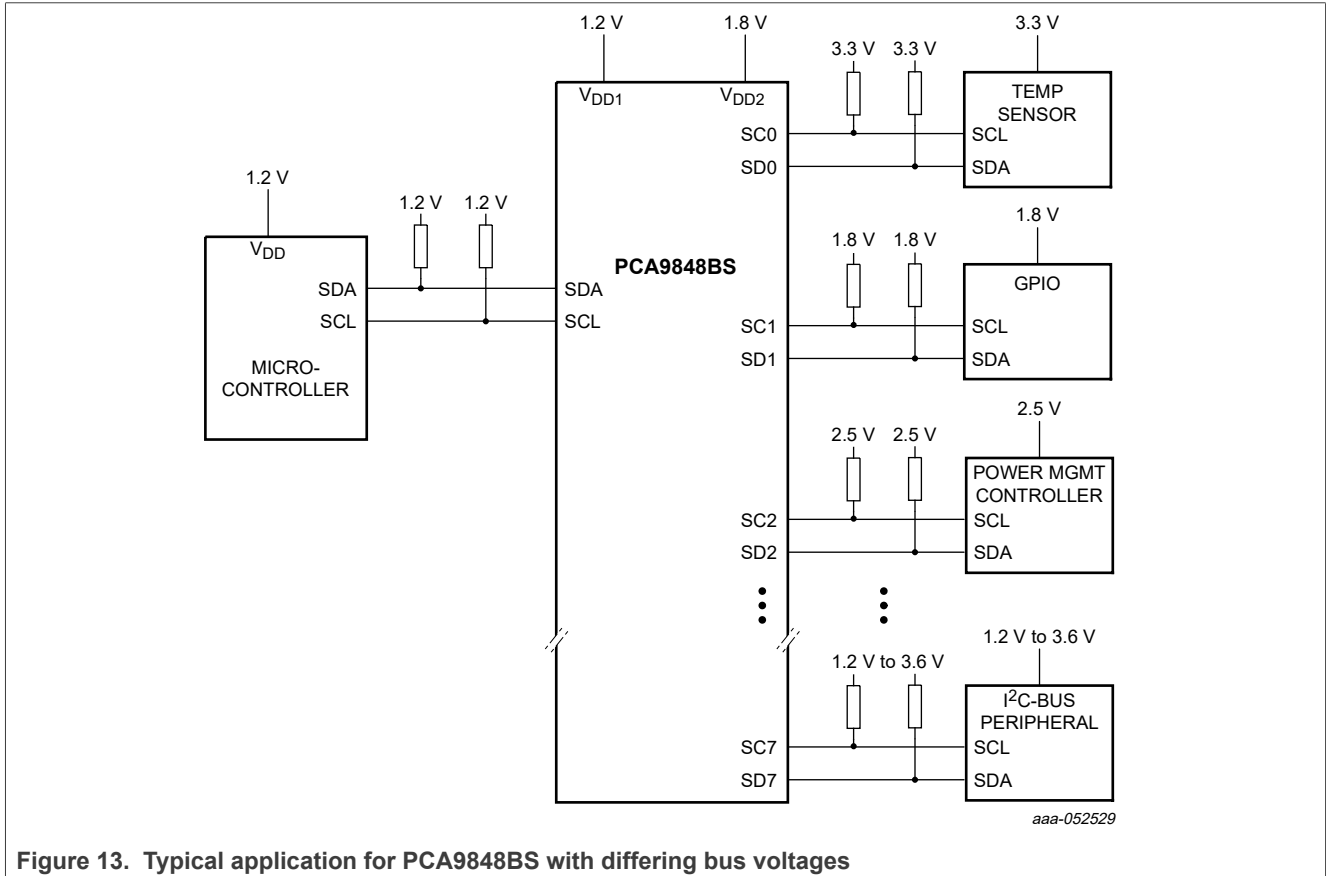 1.2 V 1.8 V 3.3 V
3.3 V 3.3 V
VDD1 VDD2
TEMP
SENSOR
SC0 SCL
SD0 SDA
1.2 V
1.2 V 1.2 V
1.8 V
1.8 V 1.8 V
VDD
PCA9848BS
GPIO
SDA SDA
SCL SCL
SC1 SCL
SD1 SDA
MICRO-
CONTROLLER
2.5 V
2.5 V 2.5 V
POWER MGMT
CONTROLLER
SC2 SCL
SD2 SDA
1.2 V to 3.6 V
1.2 V to 3.6 V
I2C-BUS
PERIPHERAL
SC7 SCL
SD7 SDA
aaa-052529
Figure 13. Typical application for PCA9848BS with differing bus voltages